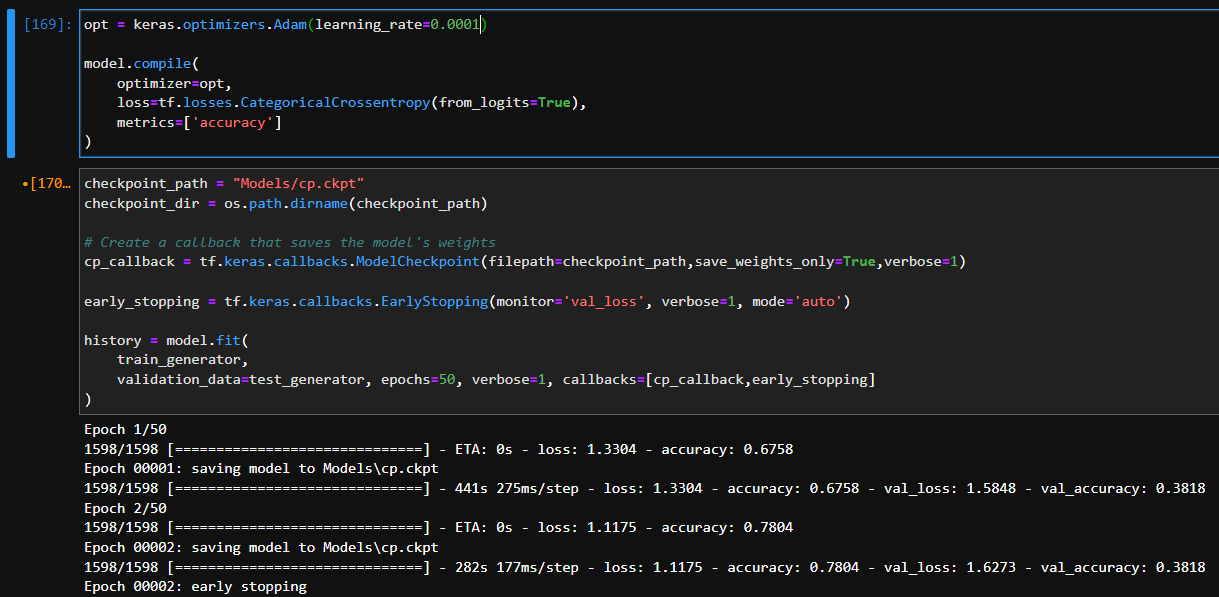 [169]: opt = keras.optimizers.Adam(learning_rate=0.0001)
model.compile(
    optimizer=opt,
    loss=tf.losses.CategoricalCrossentropy(from_logits=True),
    metrics=['accuracy']
)
•[170… checkpoint_path = "Models/cp.ckpt"
checkpoint_dir = os.path.dirname(checkpoint_path)
# Create a callback that saves the model's weights
cp_callback = tf.keras.callbacks.ModelCheckpoint(filepath=checkpoint_path,save_weights_only=True,verbose=1)
early_stopping = tf.keras.callbacks.EarlyStopping(monitor='val_loss', verbose=1, mode='auto')
history = model.fit(
    train_generator,
    validation_data=test_generator, epochs=50, verbose=1, callbacks=[cp_callback,early_stopping]
)
Epoch 1/50
1598/1598 [==============================] - ETA: 0s - loss: 1.3304 - accuracy: 0.6758
Epoch 00001: saving model to Models\cp.ckpt
1598/1598 [==============================] - 441s 275ms/step - loss: 1.3304 - accuracy: 0.6758 - val_loss: 1.5848 - val_accuracy: 0.3818
Epoch 2/50
1598/1598 [==============================] - ETA: 0s - loss: 1.1175 - accuracy: 0.7804
Epoch 00002: saving model to Models\cp.ckpt
1598/1598 [==============================] - 282s 177ms/step - loss: 1.1175 - accuracy: 0.7804 - val_loss: 1.6273 - val_accuracy: 0.3818
Epoch 00002: early stopping